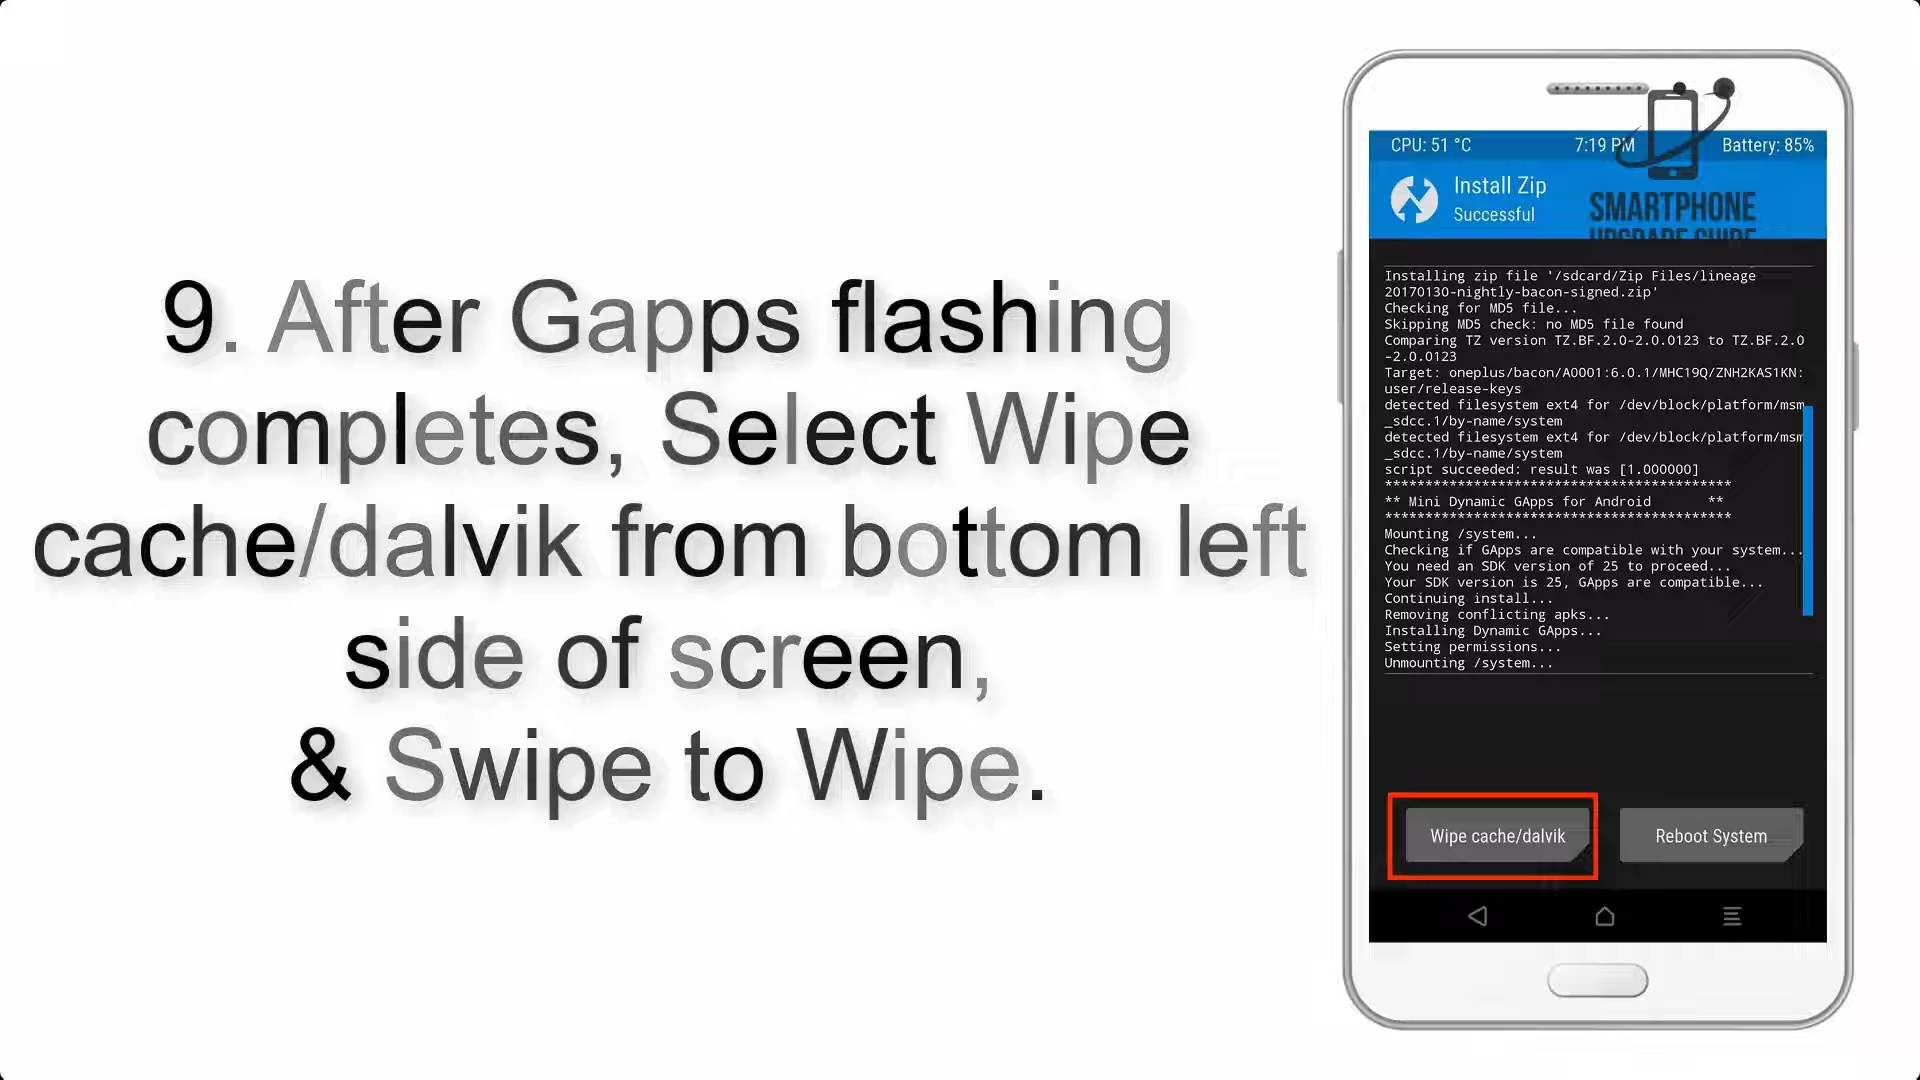 9. After Gapps flashing
completes, Select Wipe
cache/dalvik from bottom left
side of screen,
& Swipe to Wipe.
CPU: 51 °C 7:19 PM Battery: 85%
Install Zip
Successful
SMARTPHONE
UPGRADE GUIDE
Installing zip file '/sdcard/Zip Files/lineage
20170130-nightly-bacon-signed.zip'
Checking for MD5 file...
Skipping MD5 check: no MD5 file found
Comparing TZ version TZ.BF.2.0-2.0.0123 to TZ.BF.2.0
-2.0.0123
Target: oneplus/bacon/A0001:6.0.1/MHC19Q/ZNH2KAS1KN:
user/release-keys
detected filesystem ext4 for /dev/block/platform/msm
_sdcc.1/by-name/system
detected filesystem ext4 for /dev/block/platform/msm
_sdcc.1/by-name/system
script succeeded: result was [1.000000]
*******************************************
** Mini Dynamic GApps for Android       **
*******************************************
Mounting /system...
Checking if GApps are compatible with your system...
You need an SDK version of 25 to proceed...
Your SDK version is 25, GApps are compatible...
Continuing install...
Removing conflicting apks...
Installing Dynamic GApps...
Setting permissions...
Unmounting /system...
Wipe cache/dalvik
Reboot System